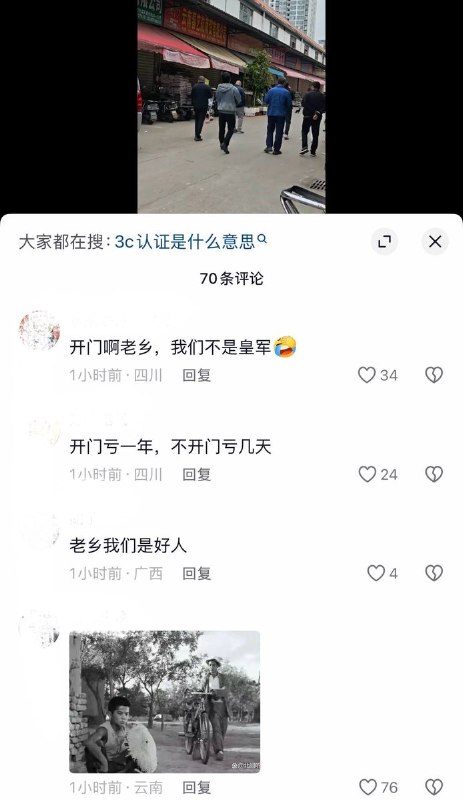 大家都在搜：3c认证是什么意思
70条评论
开门啊老乡，我们不是皇军🤣
1小时前 · 四川 回复 34
开门亏一年，不开门亏几天
1小时前 · 四川 回复 24
老乡我们是好人
1小时前 · 广西 回复 4
1小时前 · 云南 回复 76